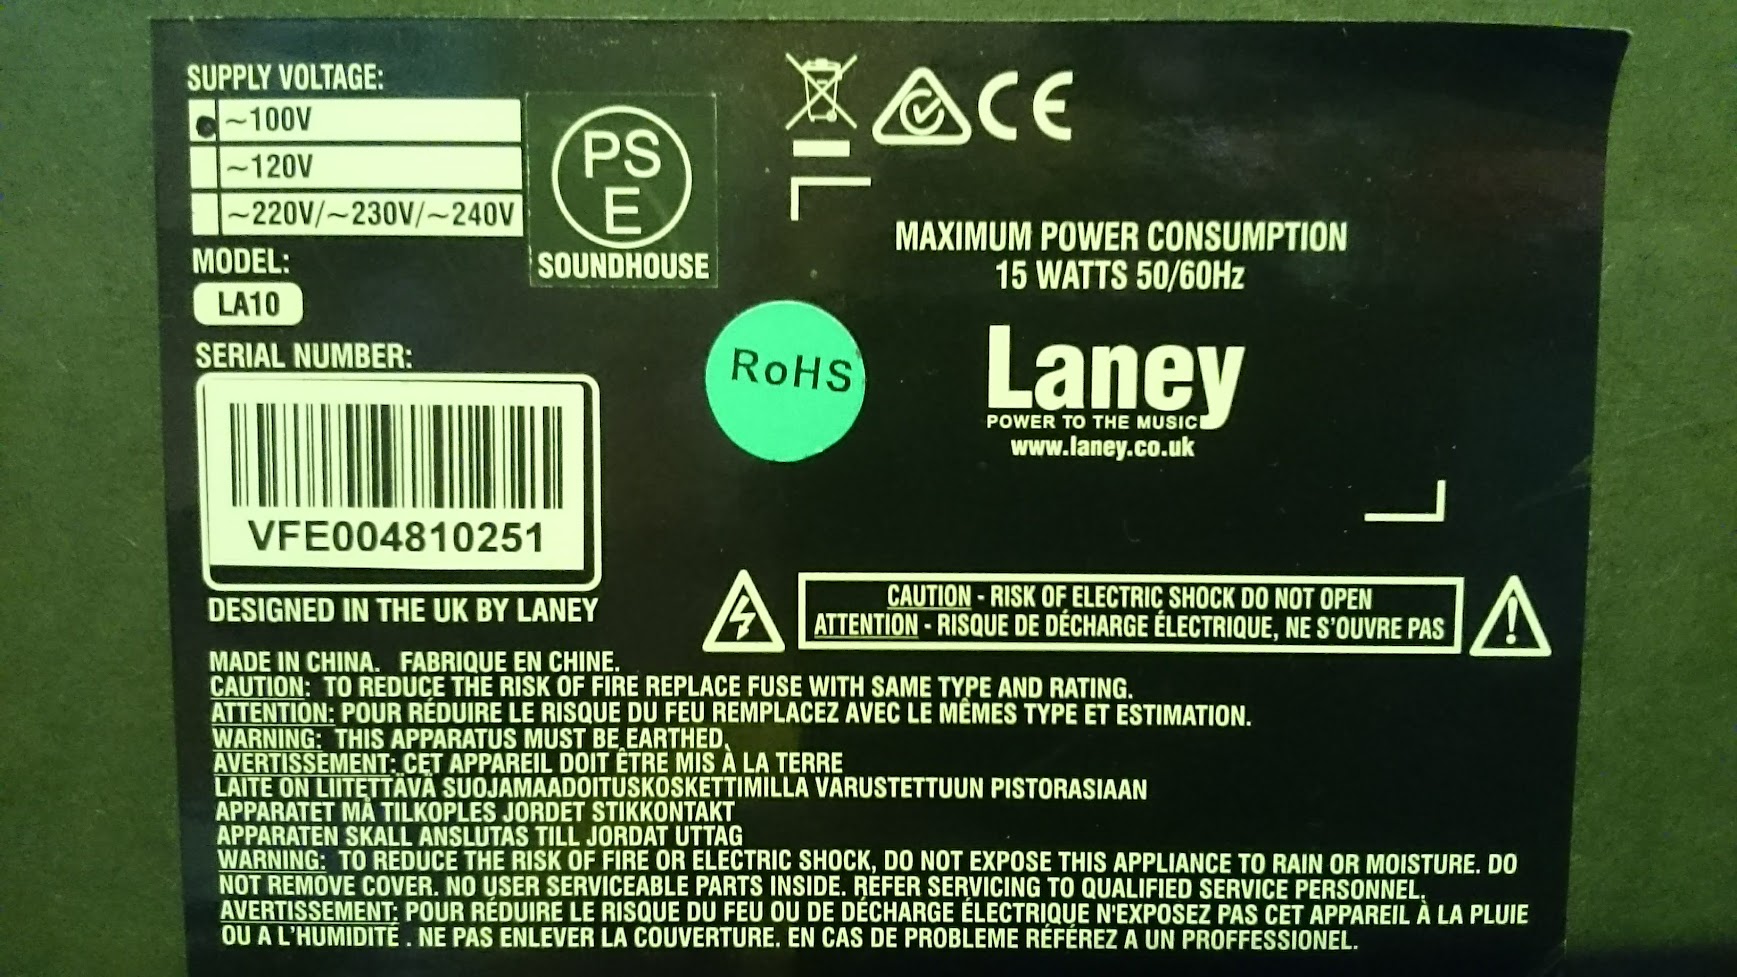 SUPPLY VOLTAGE:
~100V
~120V
~220V/~230V/~240V
PS
E
SOUNDHOUSE
CE
MODEL:
LA10
MAXIMUM POWER CONSUMPTION
15 WATTS 50/60Hz
SERIAL NUMBER:
VFE004810251
RoHS
Laney
POWER TO THE MUSIC
www.laney.co.uk
DESIGNED IN THE UK BY LANEY
CAUTION - RISK OF ELECTRIC SHOCK DO NOT OPEN
ATTENTION - RISQUE DE DÉCHARGE ÉLECTRIQUE, NE S'OUVRE PAS
MADE IN CHINA. FABRIQUE EN CHINE.
CAUTION: TO REDUCE THE RISK OF FIRE REPLACE FUSE WITH SAME TYPE AND RATING.
ATTENTION: POUR RÉDUIRE LE RISQUE DU FEU REMPLACEZ AVEC LE MÊMES TYPE ET ESTIMATION.
WARNING: THIS APPARATUS MUST BE EARTHED.
AVERTISSEMENT: CET APPAREIL DOIT ÊTRE MIS À LA TERRE
LAITE ON LIITETTÄVÄ SUOJAMAADOITUSKOSKETTIMILLA VARUSTETTUUN PISTORASIAAN
APPARATET MÅ TILKOPLES JORDET STIKKONTAKT
APPARATEN SKALL ANSLUTAS TILL JORDAT UTTAG
WARNING: TO REDUCE THE RISK OF FIRE OR ELECTRIC SHOCK, DO NOT EXPOSE THIS APPLIANCE TO RAIN OR MOISTURE. DO
NOT REMOVE COVER. NO USER SERVICEABLE PARTS INSIDE. REFER SERVICING TO QUALIFIED SERVICE PERSONNEL.
AVERTISSEMENT: POUR RÉDUIRE LE RISQUE DU FEU OU DE DÉCHARGE ÉLECTRIQUE N'EXPOSEZ PAS CET APPAREIL À LA PLUIE
OU A L'HUMIDITÉ . NE PAS ENLEVER LA COUVERTURE. EN CAS DE PROBLEME RÉFÉREZ A UN PROFFESSIONEL.